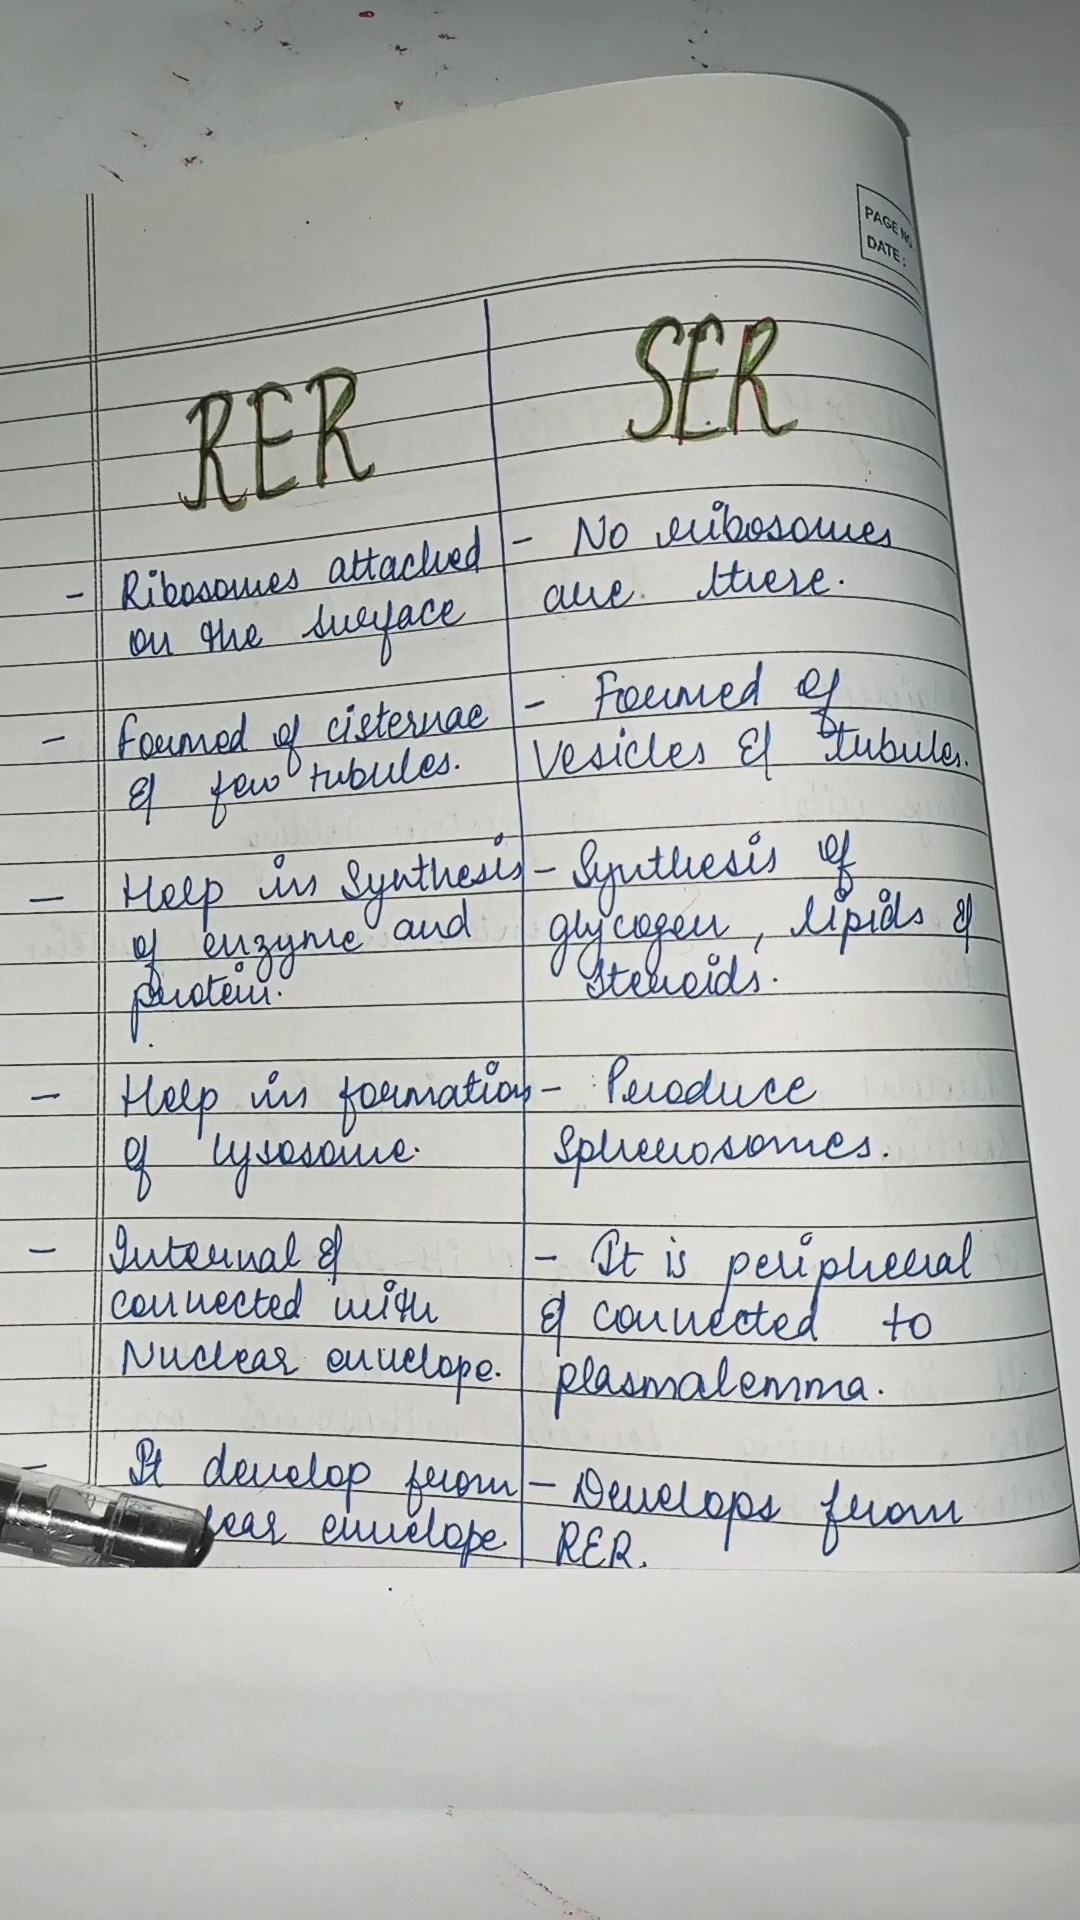 PAGE NO
DATE:
RER
SER
- Ribosomes attached
on the surface
- No ribosomes
are there.
- formed of cisternae
& few tubules.
- Formed of
vesicles & tubules.
- Help in Synthesis
of enzyme and
protein.
- Synthesis of
glycogen, lipids &
steroids.
- Help in formation
of lysosome.
- Produce
Spherosomes.
- Internal &
connected with
Nuclear envelope.
- It is peripheral
& connected to
plasmalemma.
- It develop from
lear envelope
- Develops from
RER.